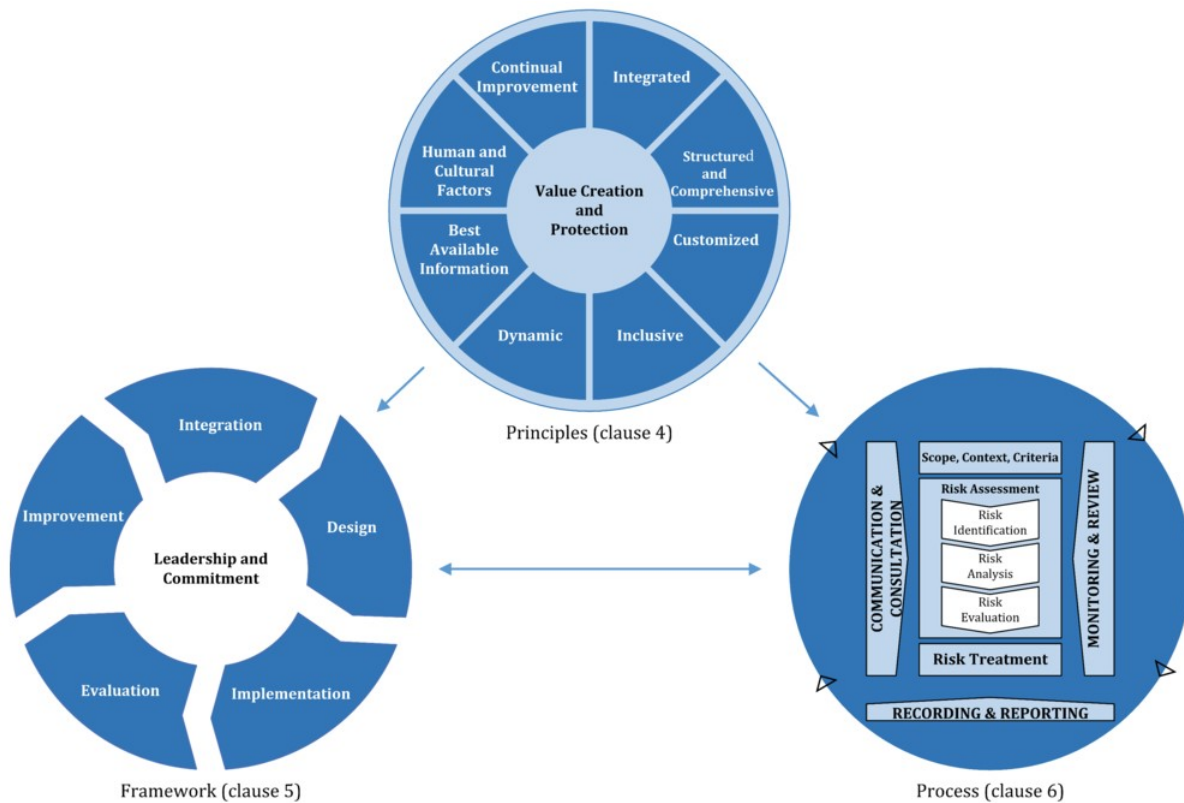 Continual
Improvement
Integrated
Structured
and
Comprehensive
Customized
Inclusive
Dynamic
Best
Available
Information
Human and
Cultural
Factors
Value Creation
and
Protection
Principles (clause 4)
Integration
Design
Implementation
Evaluation
Improvement
Leadership and
Commitment
Framework (clause 5)
Scope, Context, Criteria
Risk Assessment
Risk
Identification
Risk
Analysis
Risk
Evaluation
Risk Treatment
COMMUNICATION &
CONSULTATION
MONITORING & REVIEW
RECORDING & REPORTING
Process (clause 6)